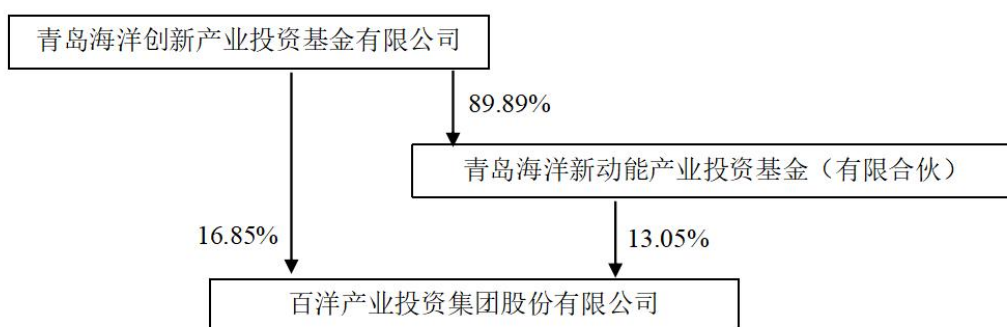 青岛海洋创新产业投资基金有限公司
89.89%
青岛海洋新动能产业投资基金（有限合伙）
16.85%
13.05%
百洋产业投资集团股份有限公司